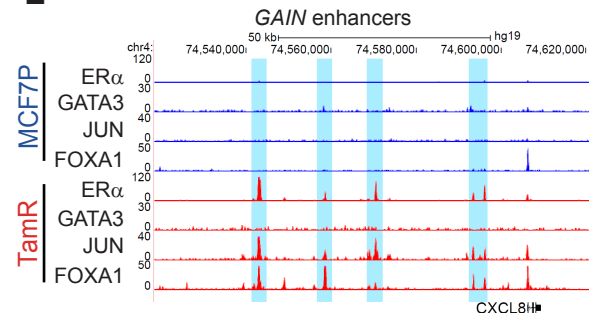 E
GAIN enhancers
50 kb hg19
chr4: 74,540,000 74,560,000 74,580,000 74,600,000 74,620,000
MCF7P
120
ERα
0
30
GATA3
0
40
JUN
0
50
FOXA1
0
TamR
120
ERα
0
30
GATA3
0
40
JUN
0
50
FOXA1
0
CXCL8